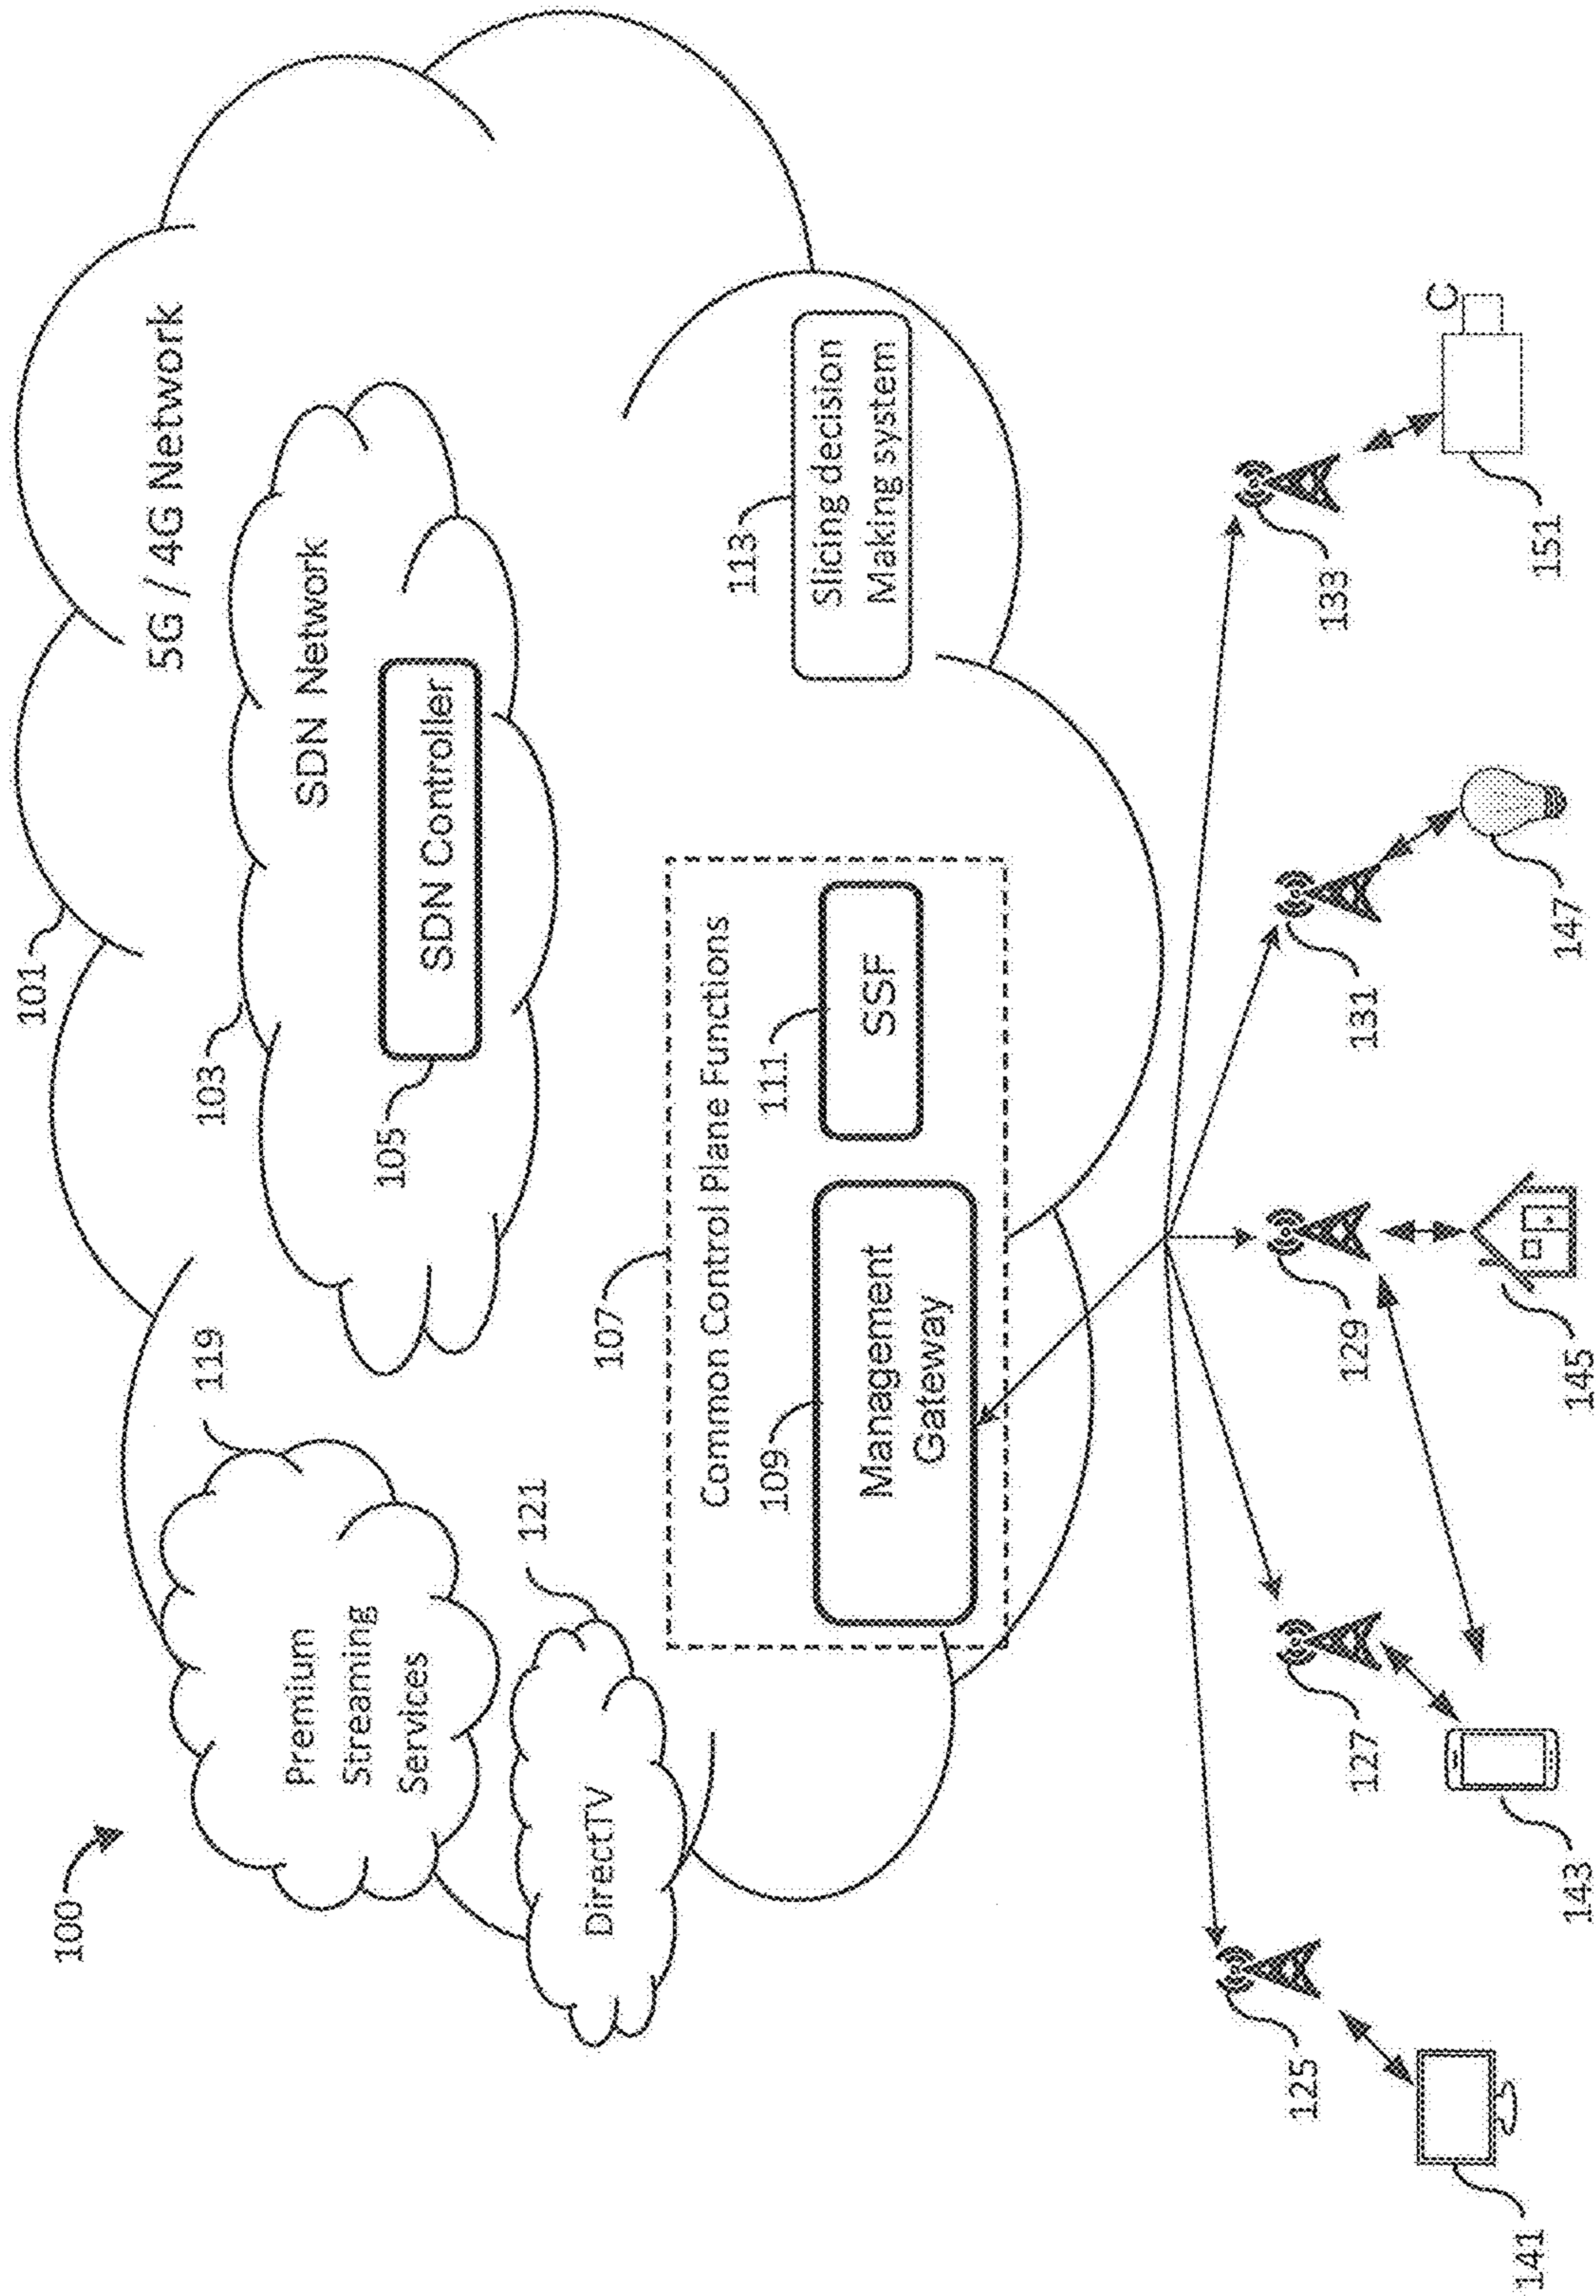 100
101
5G / 4G Network
119
Premium
Streaming
Services
103
SDN Network
105
SDN Controller
121
DirectTV
107
Common Control Plane Functions
109
Management
Gateway
111
SSF
113
Slicing decision
Making system
125
127
129
131
133
C
141
143
145
147
151